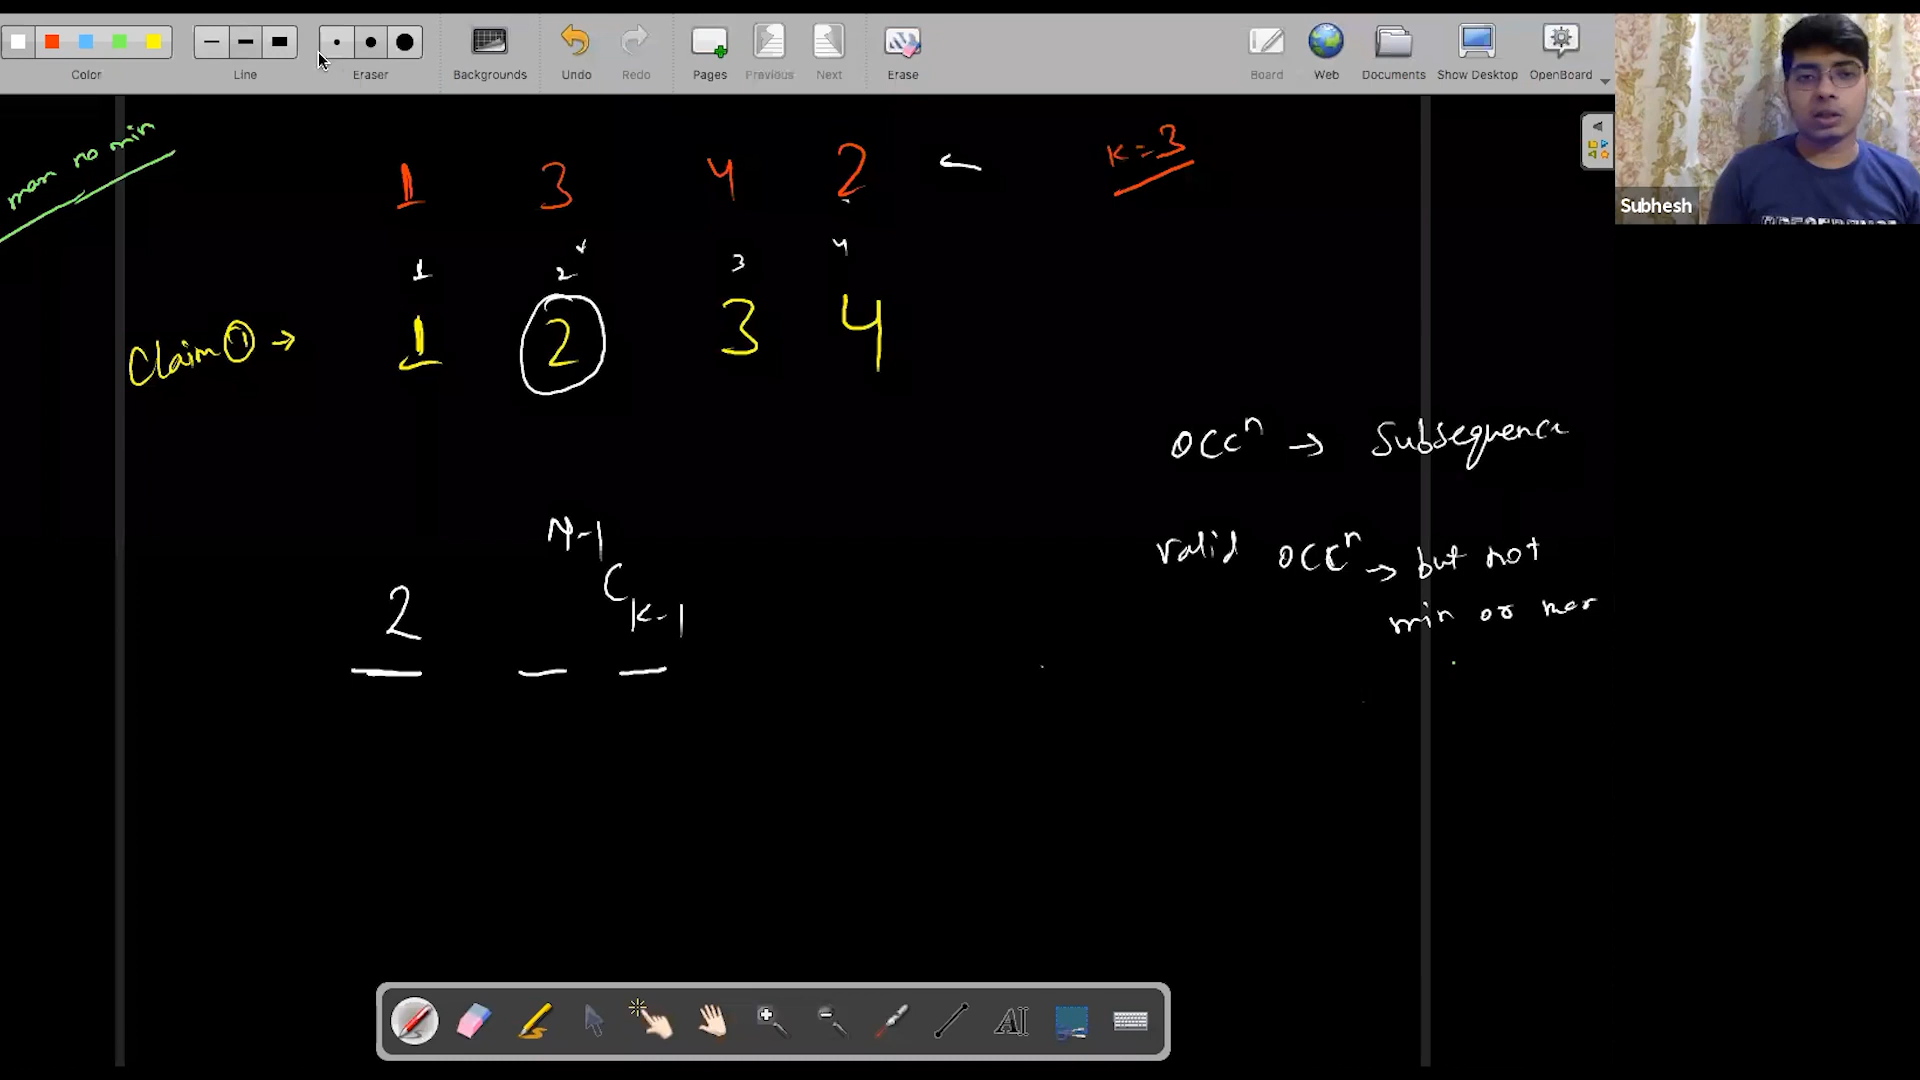 Color
Line
Eraser
Backgrounds
Undo
Redo
Pages
Previous
Next
Erase
Board
Web
Documents
Show Desktop
OpenBoard
Subhesh
max no min
1 3 4 2 ←
K=3
1 2 3 4
Claim ① → 1 2 3 4
OCCⁿ → Subsequence
valid OCCⁿ → but not
min or max
N-1
C
K-1
2